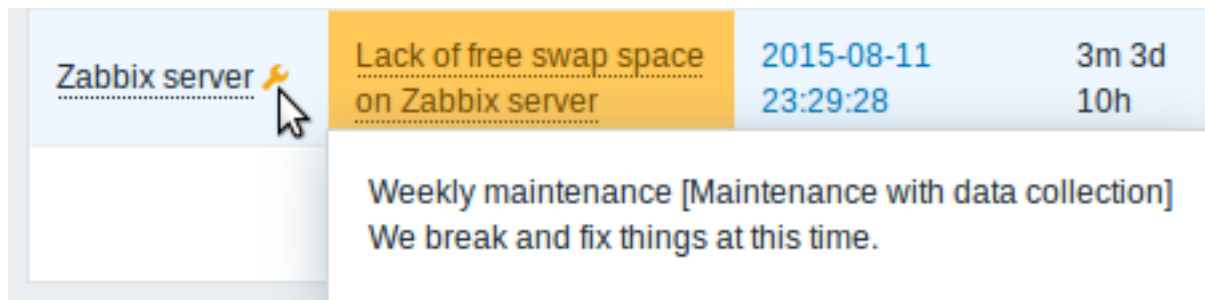 Zabbix server
Lack of free swap space
on Zabbix server
2015-08-11
23:29:28
3m 3d
10h
Weekly maintenance [Maintenance with data collection]
We break and fix things at this time.